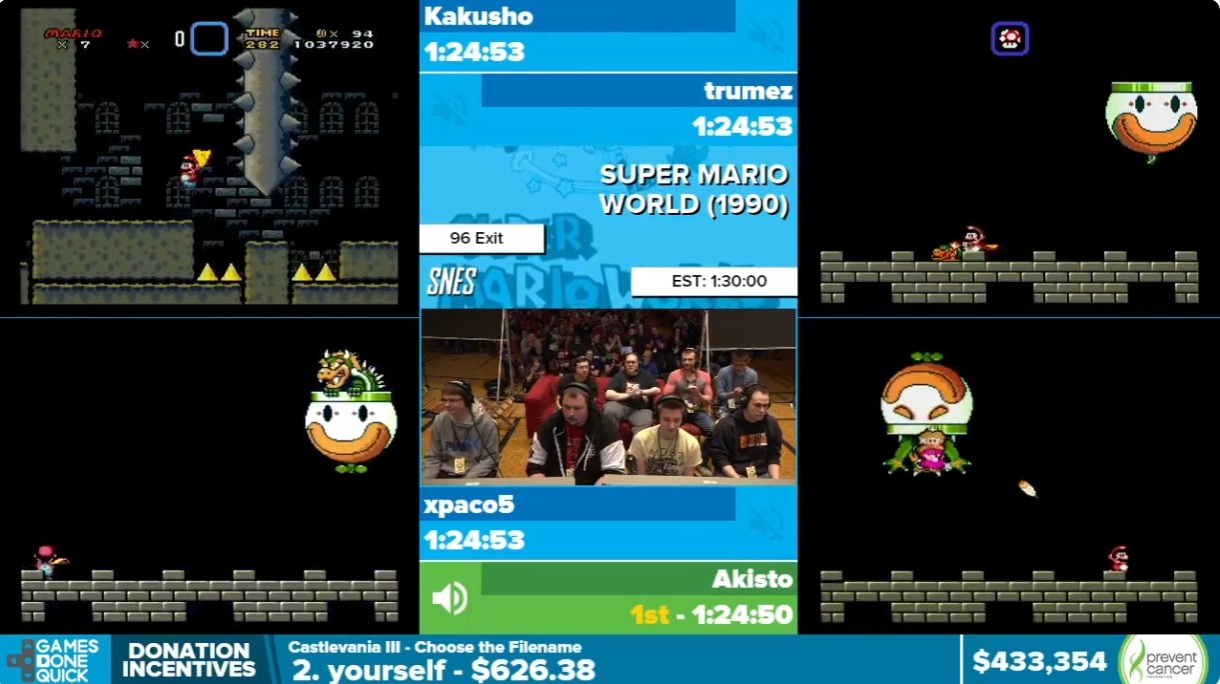 MARIO
x 7
★x
0
TIME
282
x 94
1037920
Kakusho
1:24:53
trumez
1:24:53
SUPER MARIO
WORLD (1990)
96 Exit
SNES
EST: 1:30:00
xpaco5
1:24:53
Akisto
1st - 1:24:50
GAMES
DONE
QUICK
DONATION
INCENTIVES
Castlevania III - Choose the Filename
2. yourself - $626.38
$433,354
prevent
cancer